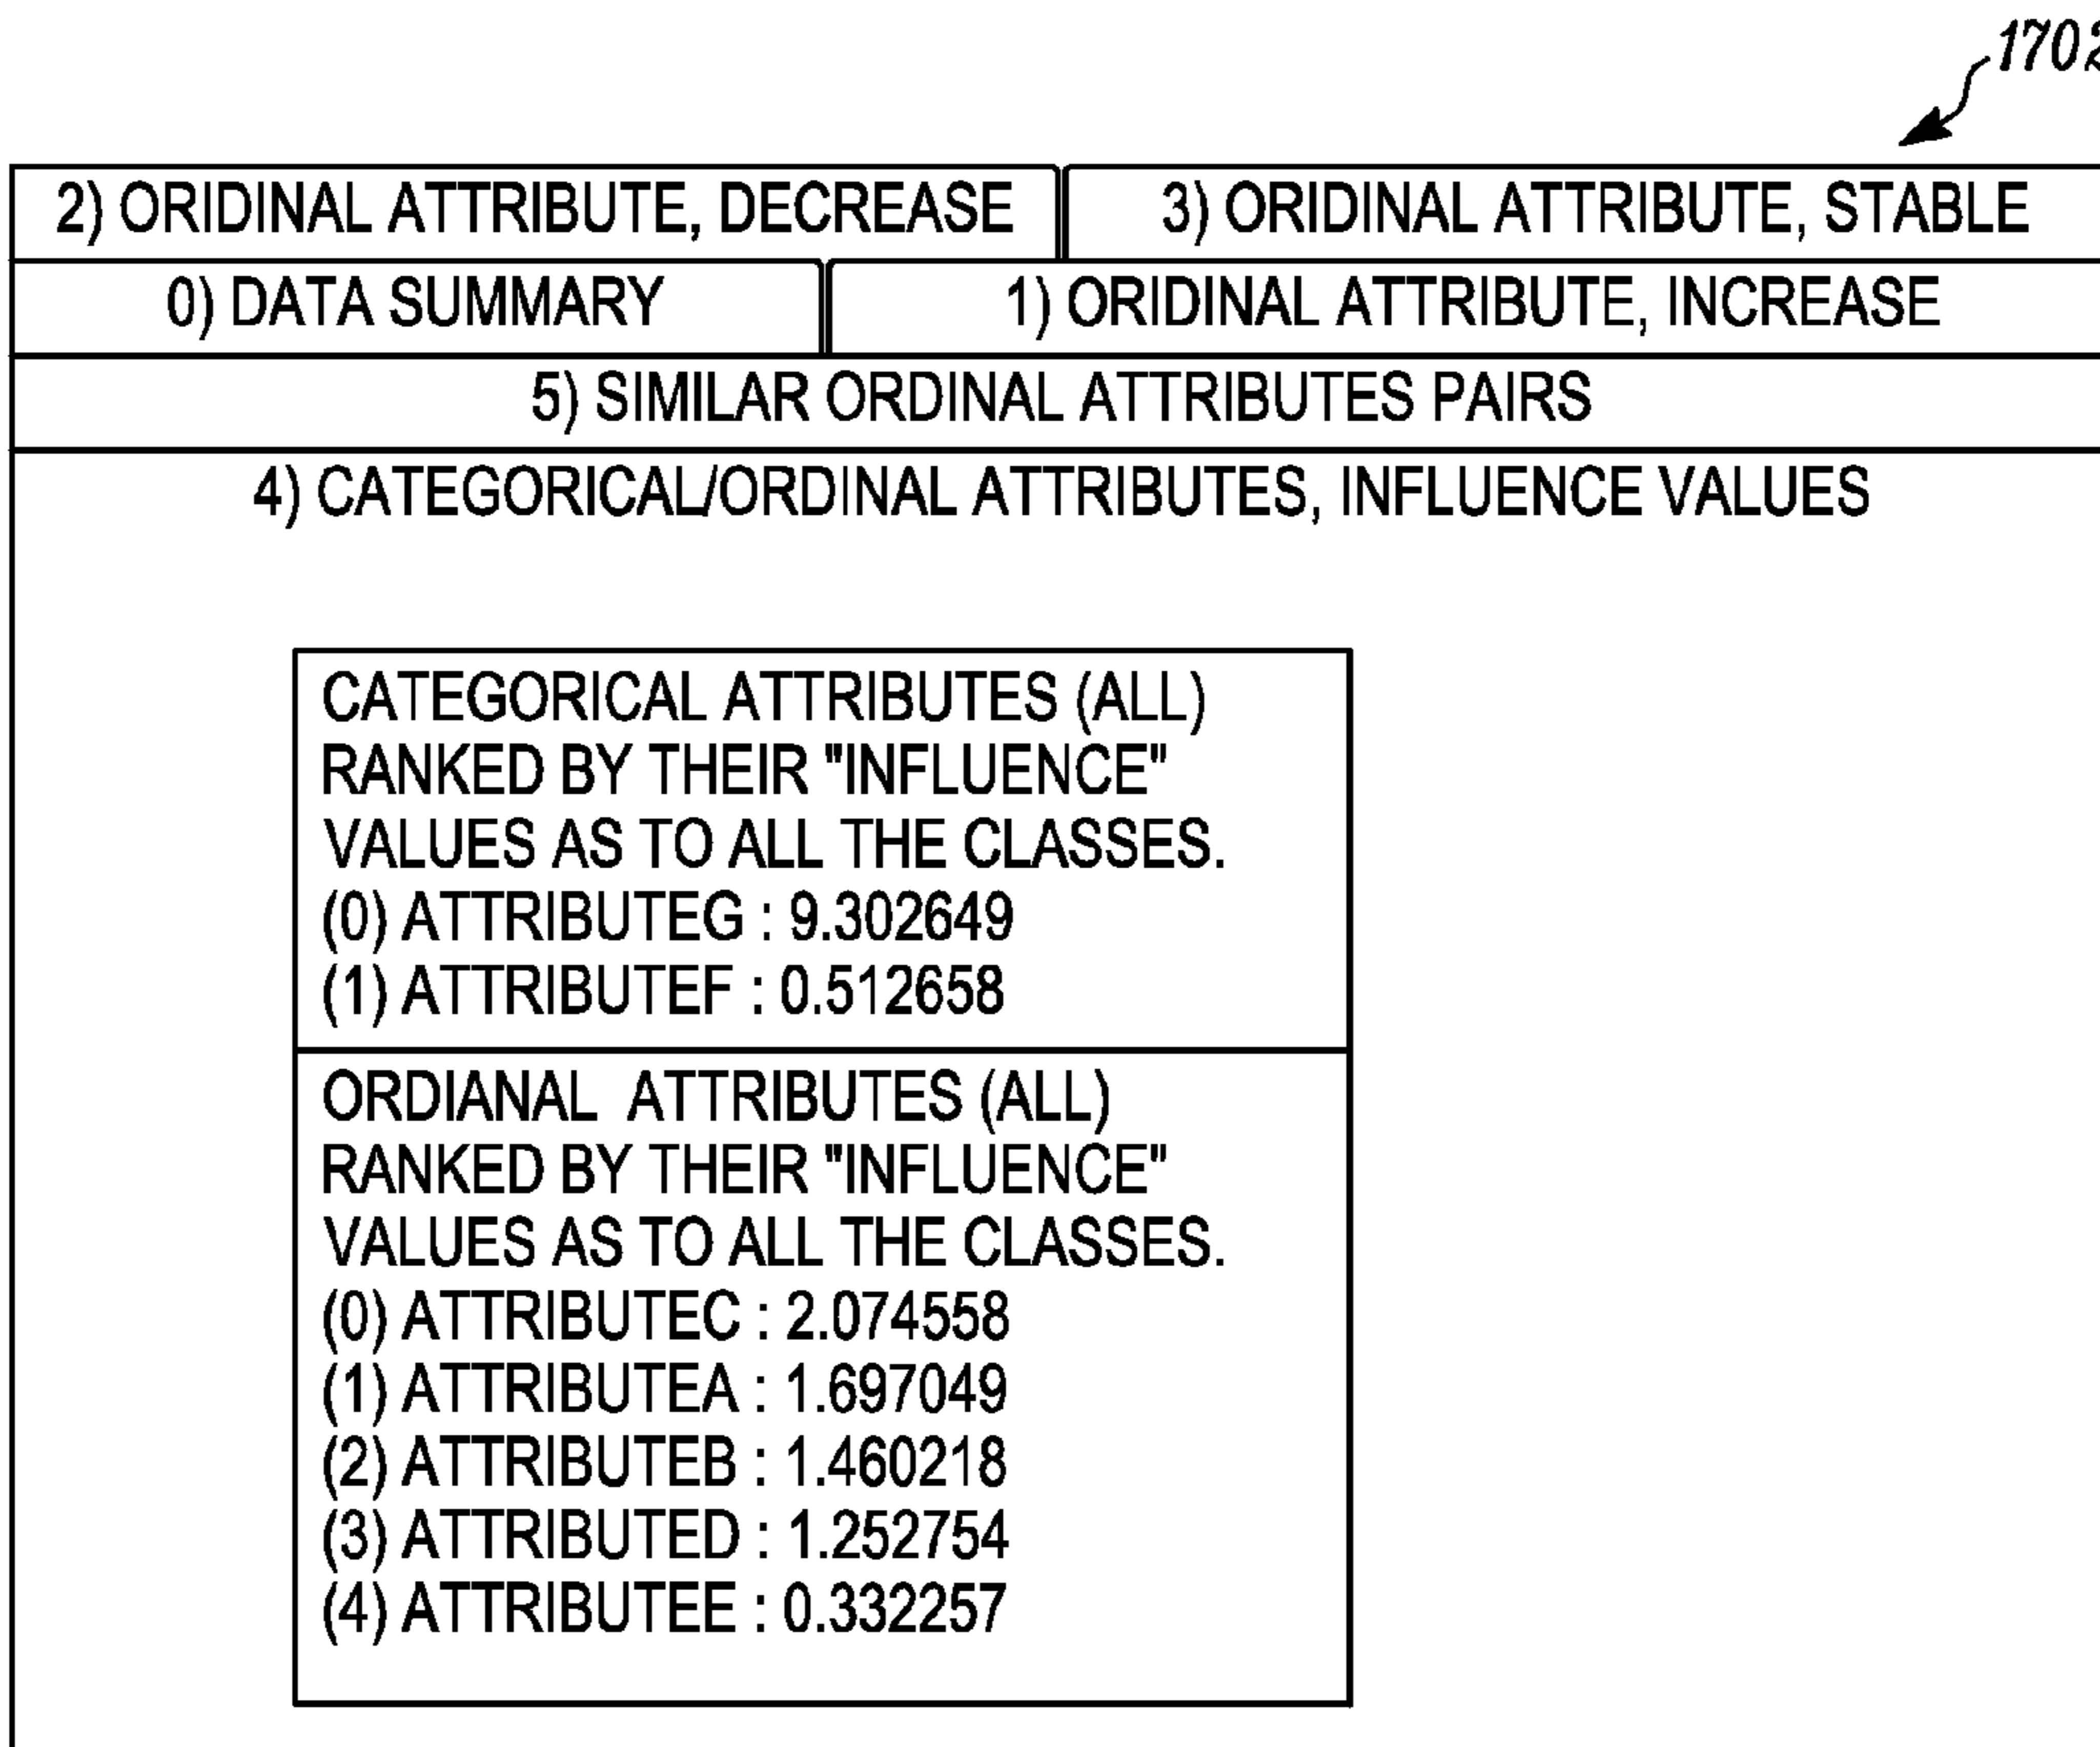 1702
2) ORIDINAL ATTRIBUTE, DECREASE
3) ORIDINAL ATTRIBUTE, STABLE
0) DATA SUMMARY
1) ORIDINAL ATTRIBUTE, INCREASE
5) SIMILAR ORDINAL ATTRIBUTES PAIRS
4) CATEGORICAL/ORDINAL ATTRIBUTES, INFLUENCE VALUES
CATEGORICAL ATTRIBUTES (ALL)
RANKED BY THEIR "INFLUENCE"
VALUES AS TO ALL THE CLASSES.
(0) ATTRIBUTEG : 9.302649
(1) ATTRIBUTEF : 0.512658
ORDIANAL ATTRIBUTES (ALL)
RANKED BY THEIR "INFLUENCE"
VALUES AS TO ALL THE CLASSES.
(0) ATTRIBUTEC : 2.074558
(1) ATTRIBUTEA : 1.697049
(2) ATTRIBUTEB : 1.460218
(3) ATTRIBUTED : 1.252754
(4) ATTRIBUTEE : 0.332257